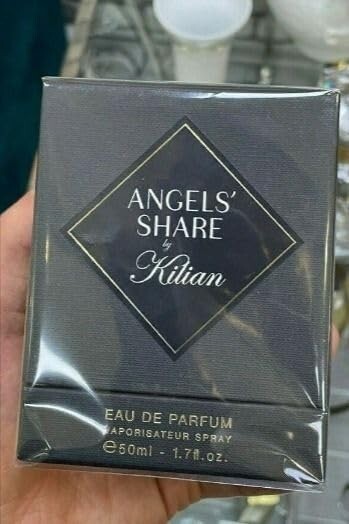 ANGELS'
SHARE
by
Kilian
EAU DE PARFUM
VAPORISATEUR SPRAY
℮50ml - 1.7fl.oz.